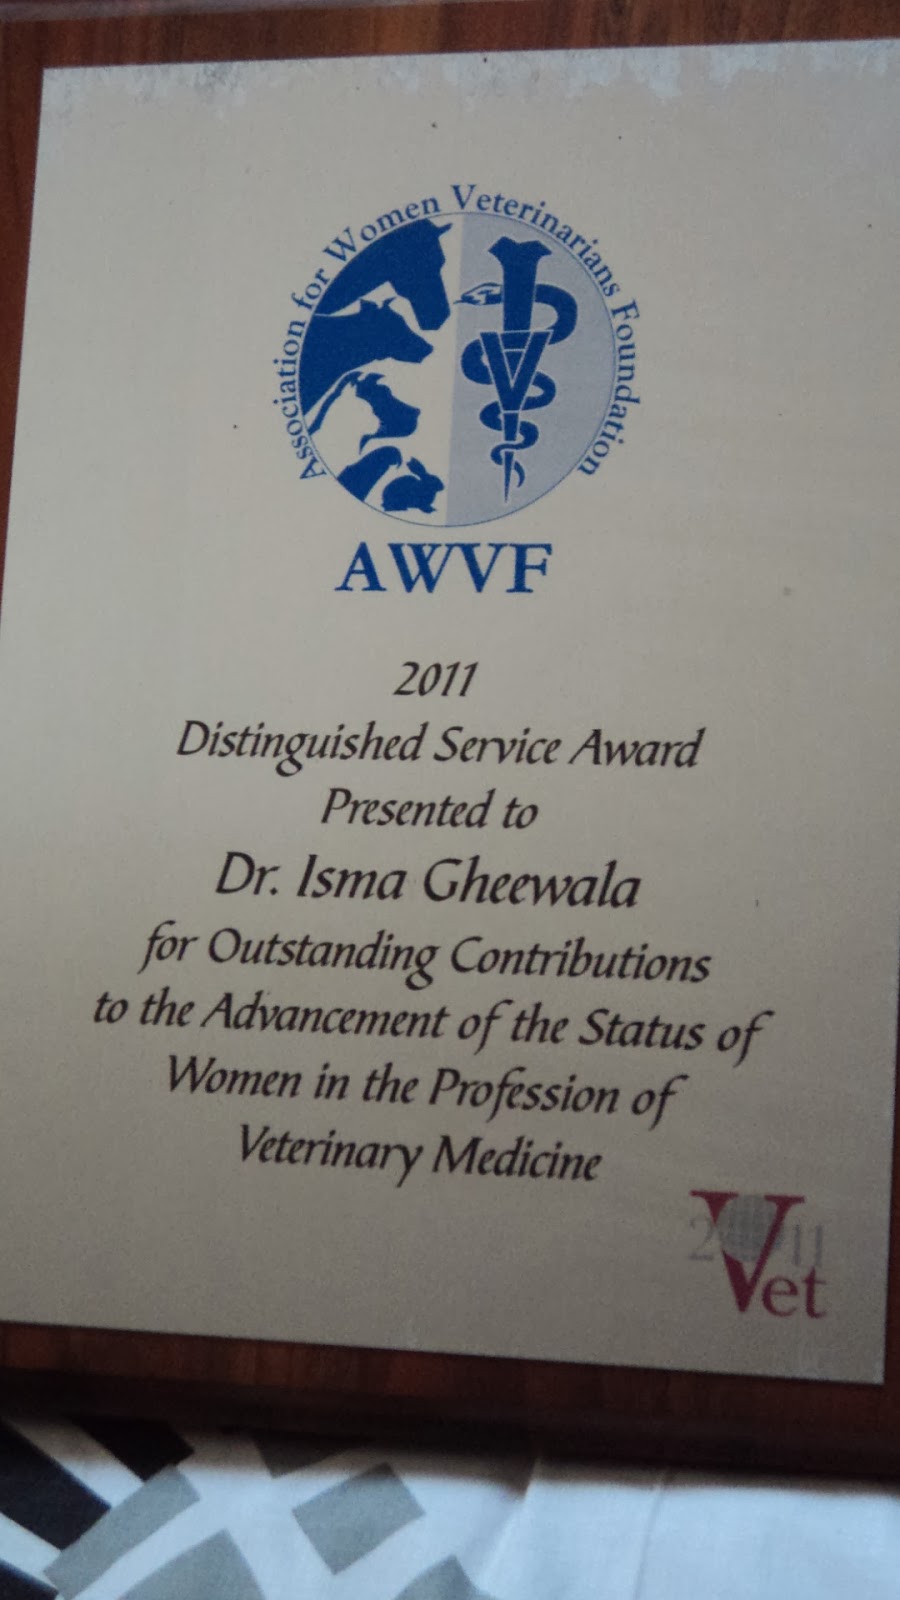 Association for Women Veterinarians Foundation
V
AWVF
2011
Distinguished Service Award
Presented to
Dr. Isma Gheewala
for Outstanding Contributions
to the Advancement of the Status of
Women in the Profession of
Veterinary Medicine
2011
Vet